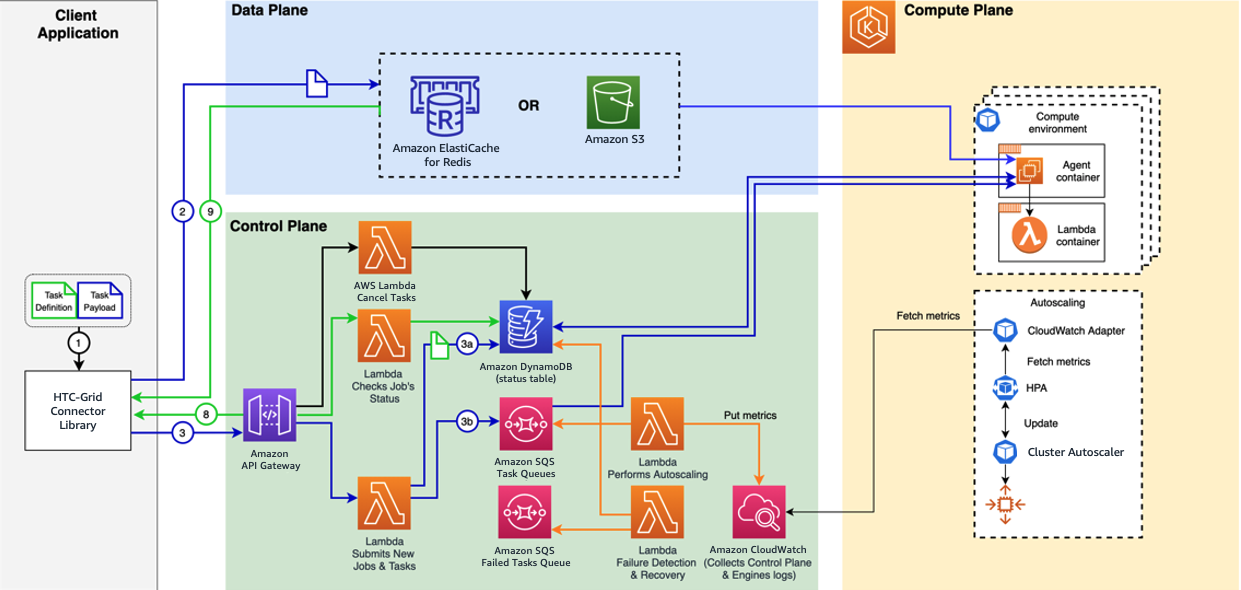 Client
Application
Data Plane
Compute Plane
Amazon ElastiCache
for Redis
OR
Amazon S3
Compute
environment
Agent
container
Lambda
container
2
9
Control Plane
AWS Lambda
Cancel Tasks
Task
Definition
Task
Payload
1
HTC-Grid
Connector
Library
8
3
Amazon
API Gateway
Lambda
Checks Job's
Status
3a
Amazon DynamoDB
(status table)
3b
Amazon SQS
Task Queues
Lambda
Performs Autoscaling
Put metrics
Lambda
Submits New
Jobs & Tasks
Amazon SQS
Failed Tasks Queue
Lambda
Failure Detection
& Recovery
Amazon CloudWatch
(Collects Control Plane
& Engines logs)
Fetch metrics
Autoscaling
CloudWatch Adapter
Fetch metrics
HPA
Update
Cluster Autoscaler
K
R